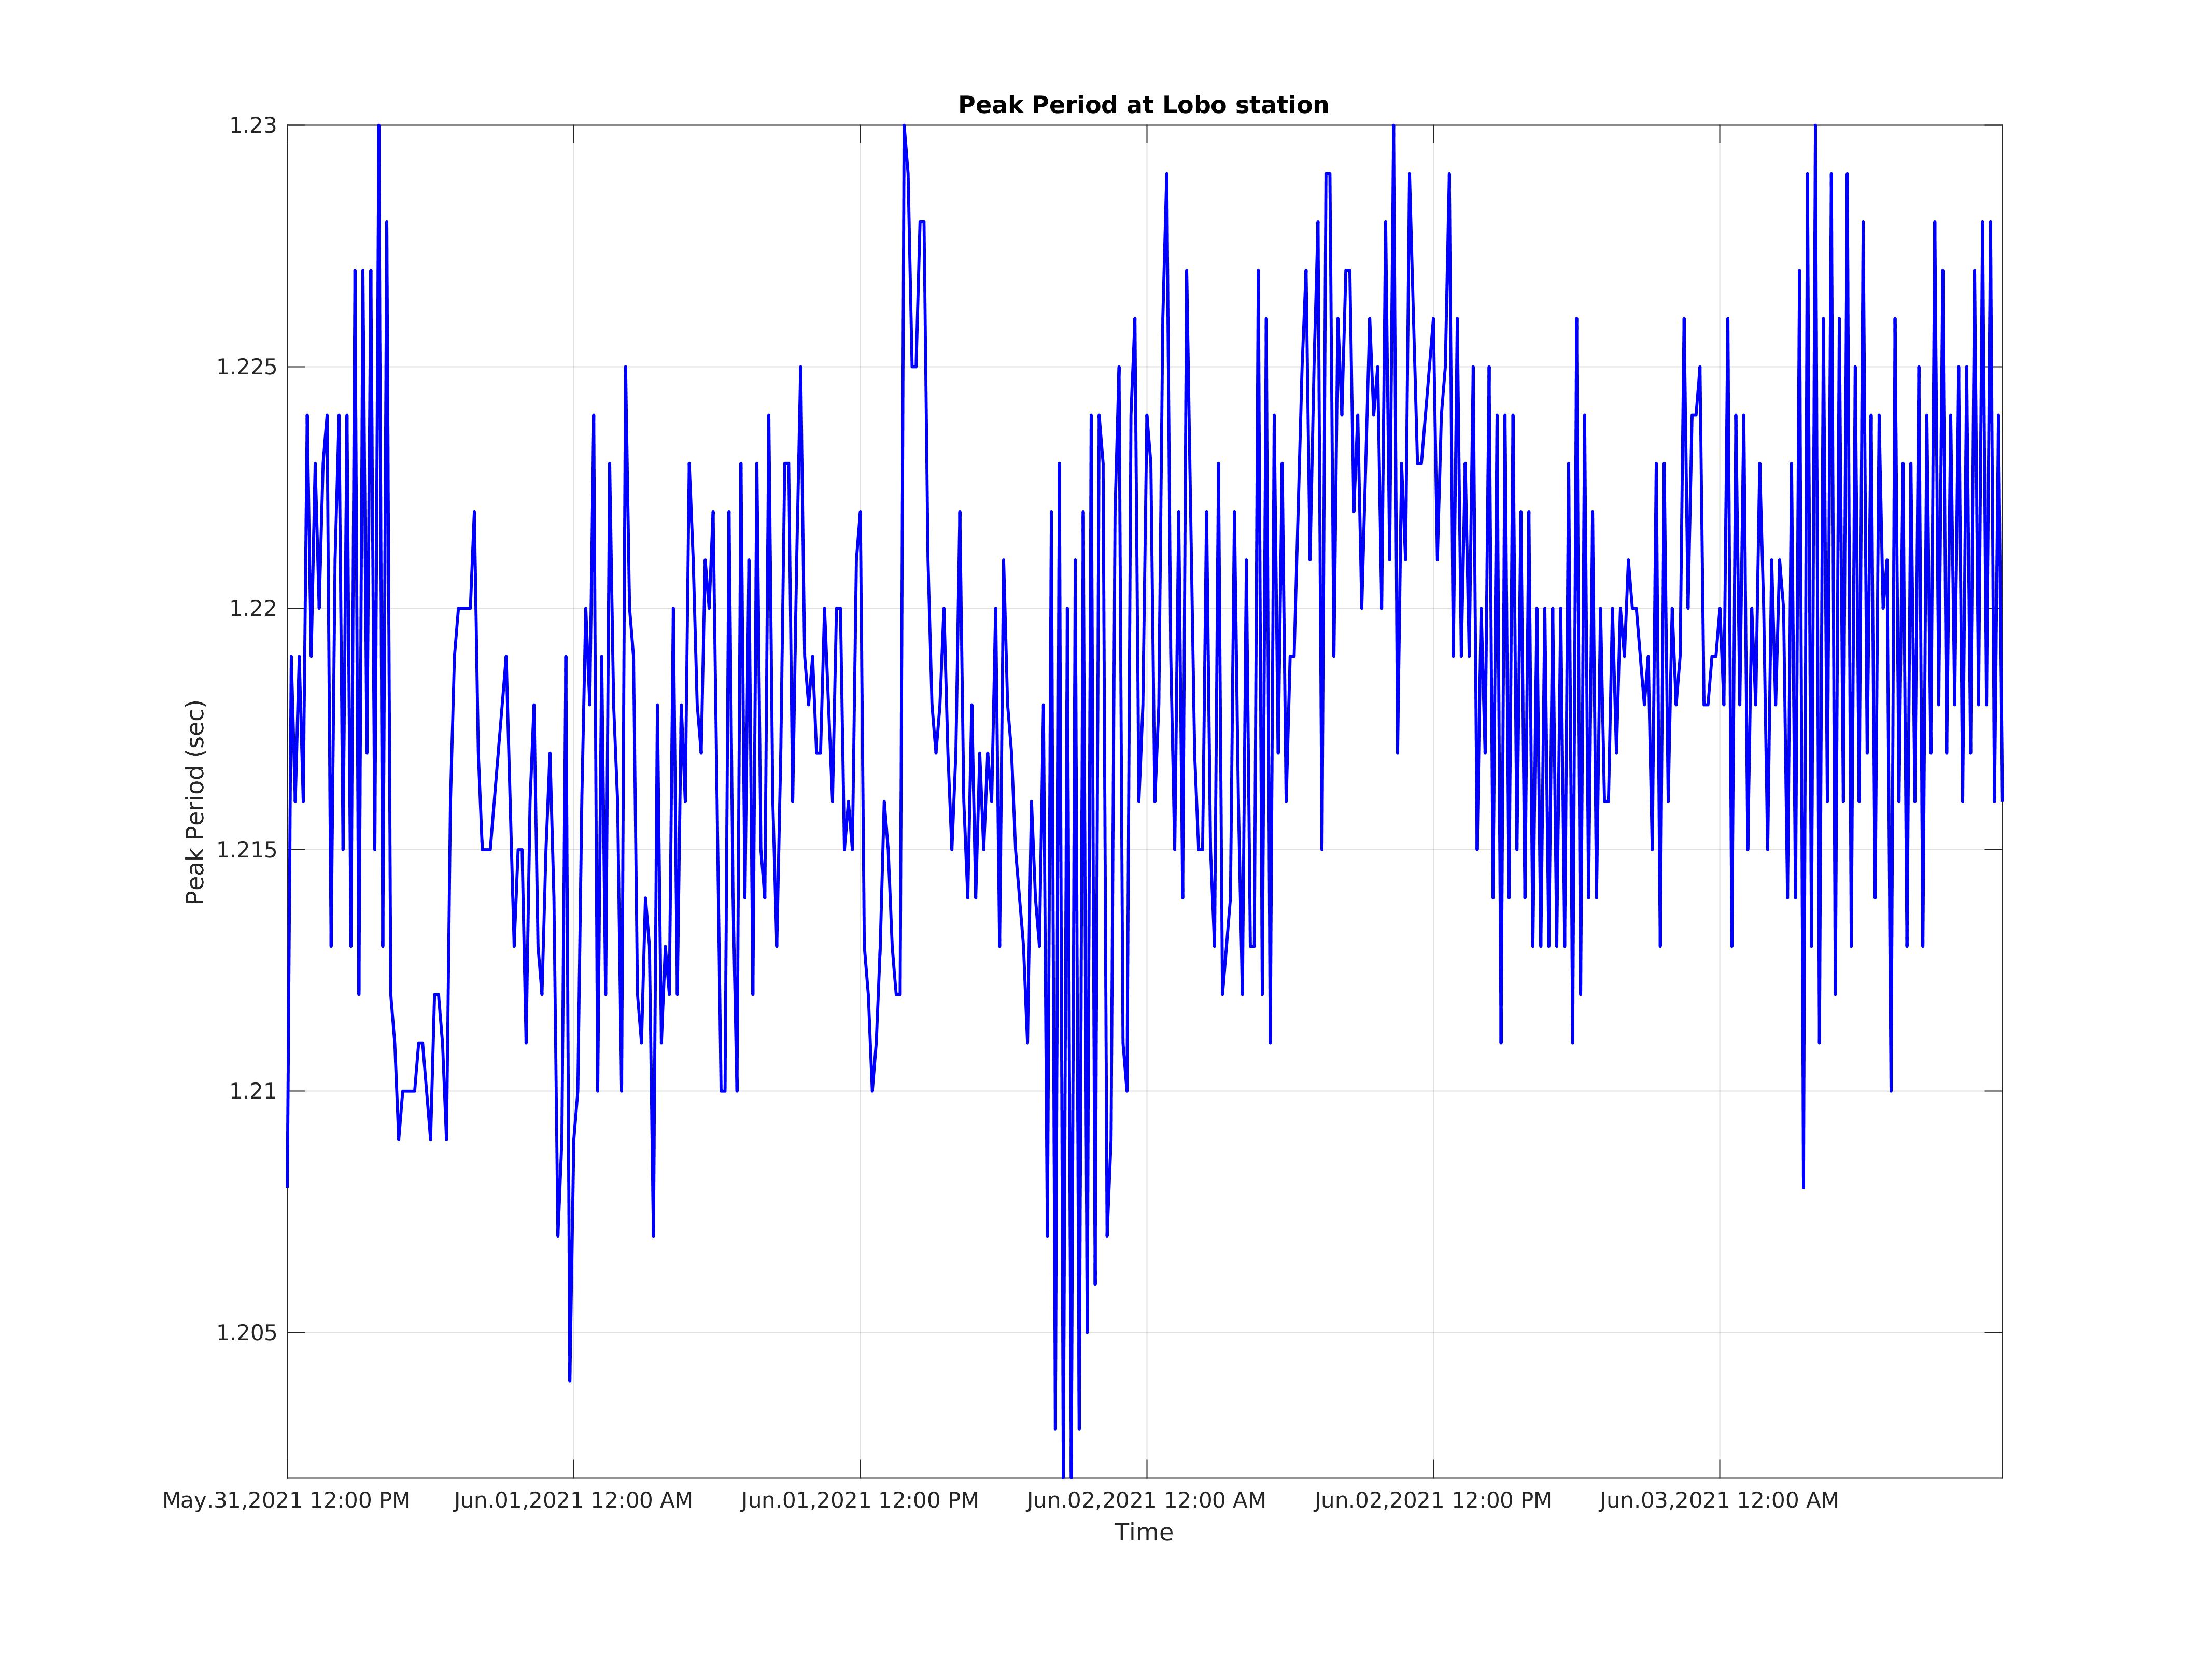 Peak Period at Lobo station
1.23
1.225
1.22
1.215
1.21
1.205
Peak Period (sec)
May.31,2021 12:00 PM
Jun.01,2021 12:00 AM
Jun.01,2021 12:00 PM
Jun.02,2021 12:00 AM
Jun.02,2021 12:00 PM
Jun.03,2021 12:00 AM
Time